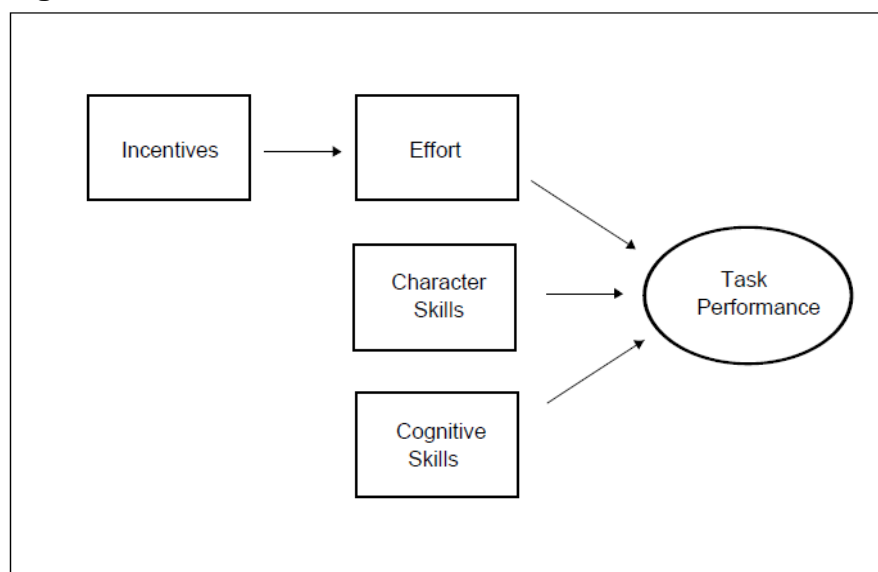 Incentives
Effort
Character
Skills
Cognitive
Skills
Task
Performance